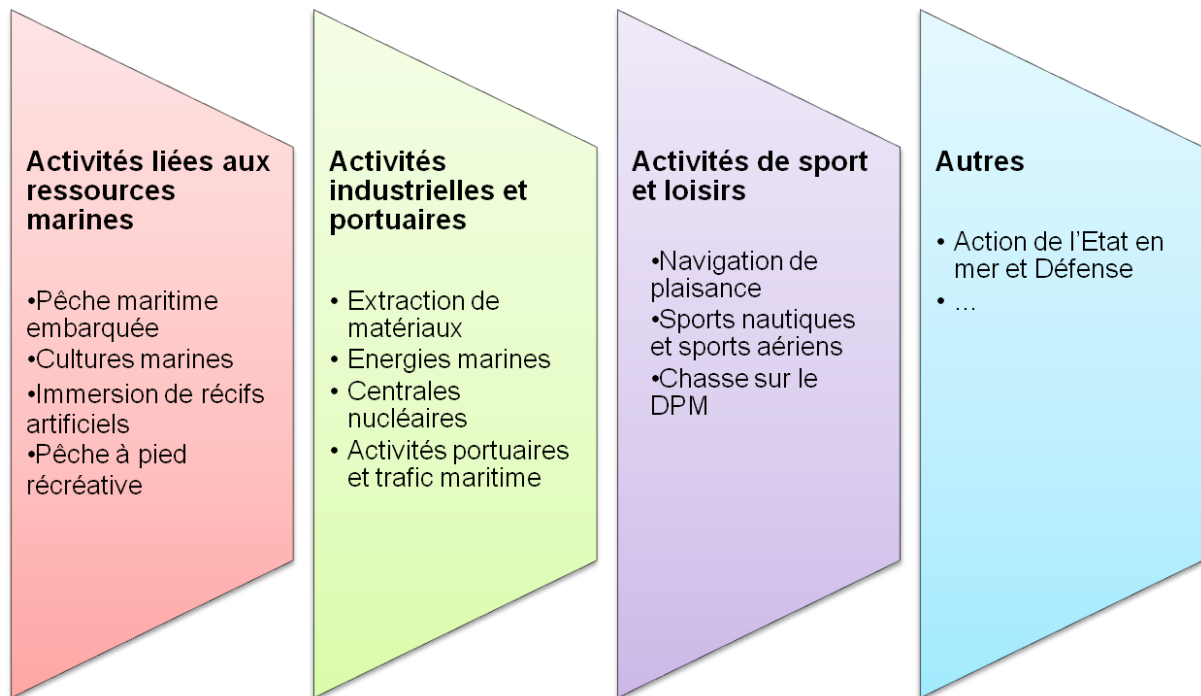 Activités liées aux
ressources
marines
•Pêche maritime
embarquée
•Cultures marines
•Immersion de récifs
artificiels
•Pêche à pied
récréative
Activités
industrielles et
portuaires
• Extraction de
matériaux
• Energies marines
• Centrales
nucléaires
• Activités portuaires
et trafic maritime
Activités de sport
et loisirs
•Navigation de
plaisance
•Sports nautiques
et sports aériens
•Chasse sur le
DPM
Autres
• Action de l’Etat en
mer et Défense
• ...